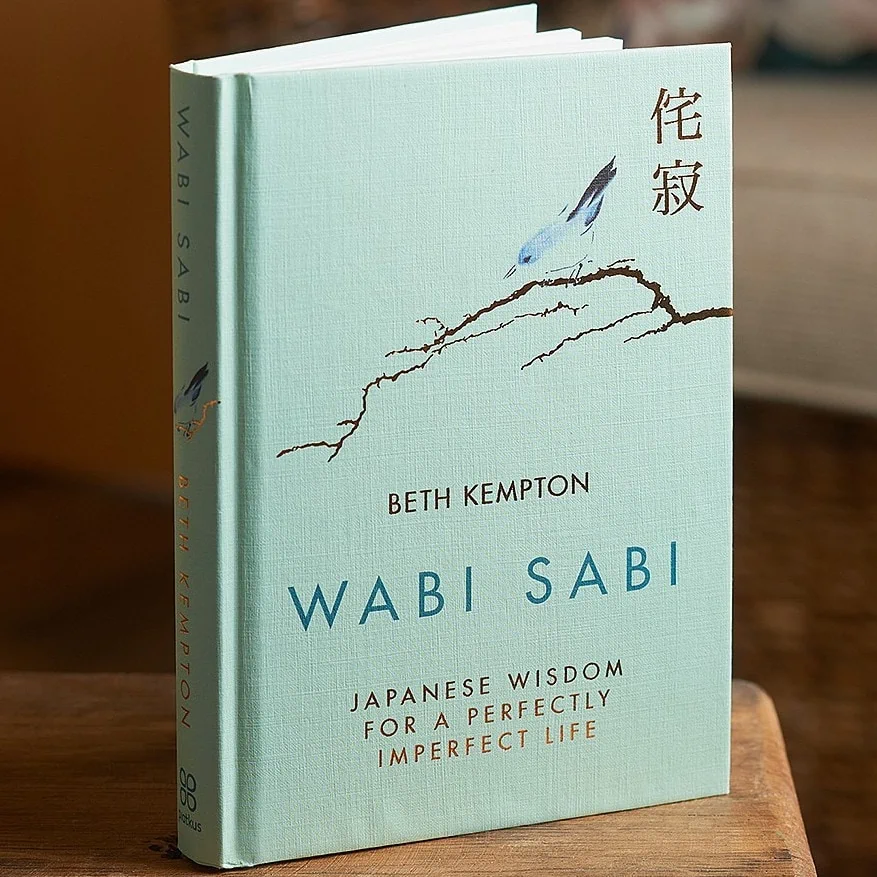 侘
寂
BETH KEMPTON
WABI SABI
JAPANESE WISDOM
FOR A PERFECTLY
IMPERFECT LIFE
WABI SABI
BETH KEMPTON
piatkus